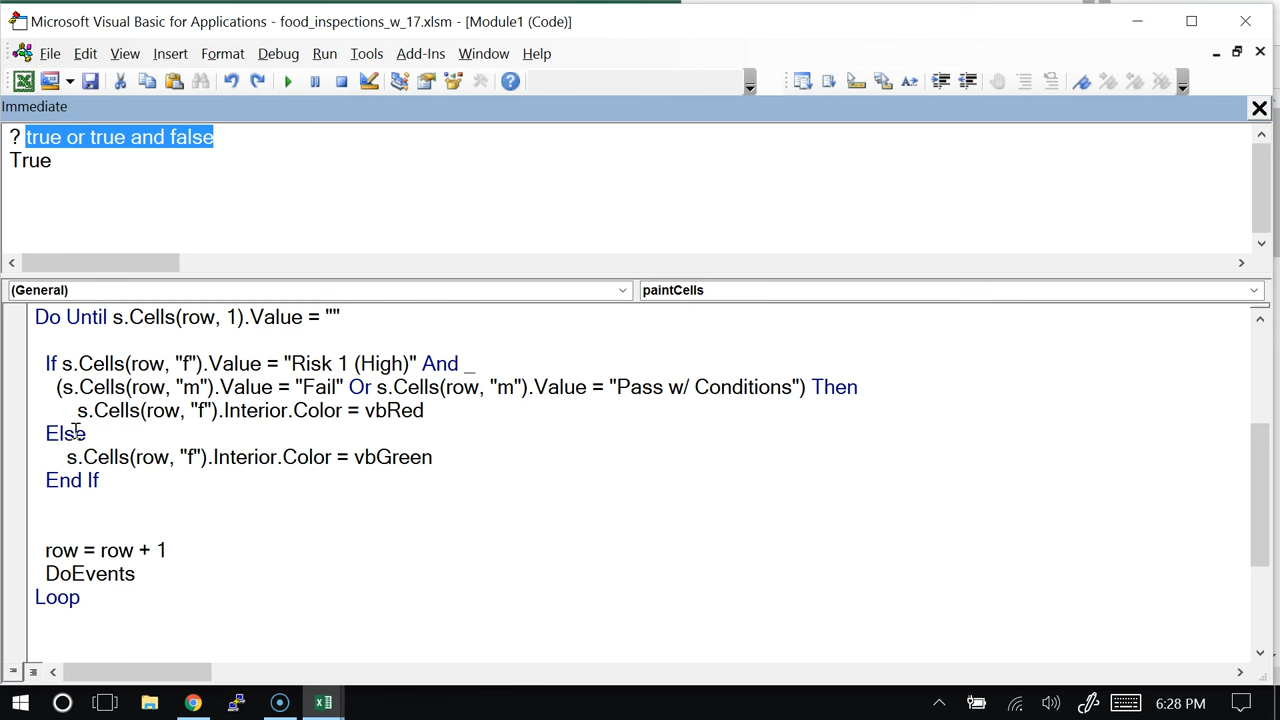 Microsoft Visual Basic for Applications - food_inspections_w_17.xlsm - [Module1 (Code)]
File Edit View Insert Format Debug Run Tools Add-Ins Window Help
Immediate
? true or true and false
True
(General) paintCells
Do Until s.Cells(row, 1).Value = ""
If s.Cells(row, "f").Value = "Risk 1 (High)" And _
(s.Cells(row, "m").Value = "Fail" Or s.Cells(row, "m").Value = "Pass w/ Conditions") Then
s.Cells(row, "f").Interior.Color = vbRed
Else
s.Cells(row, "f").Interior.Color = vbGreen
End If
row = row + 1
DoEvents
Loop
6:28 PM